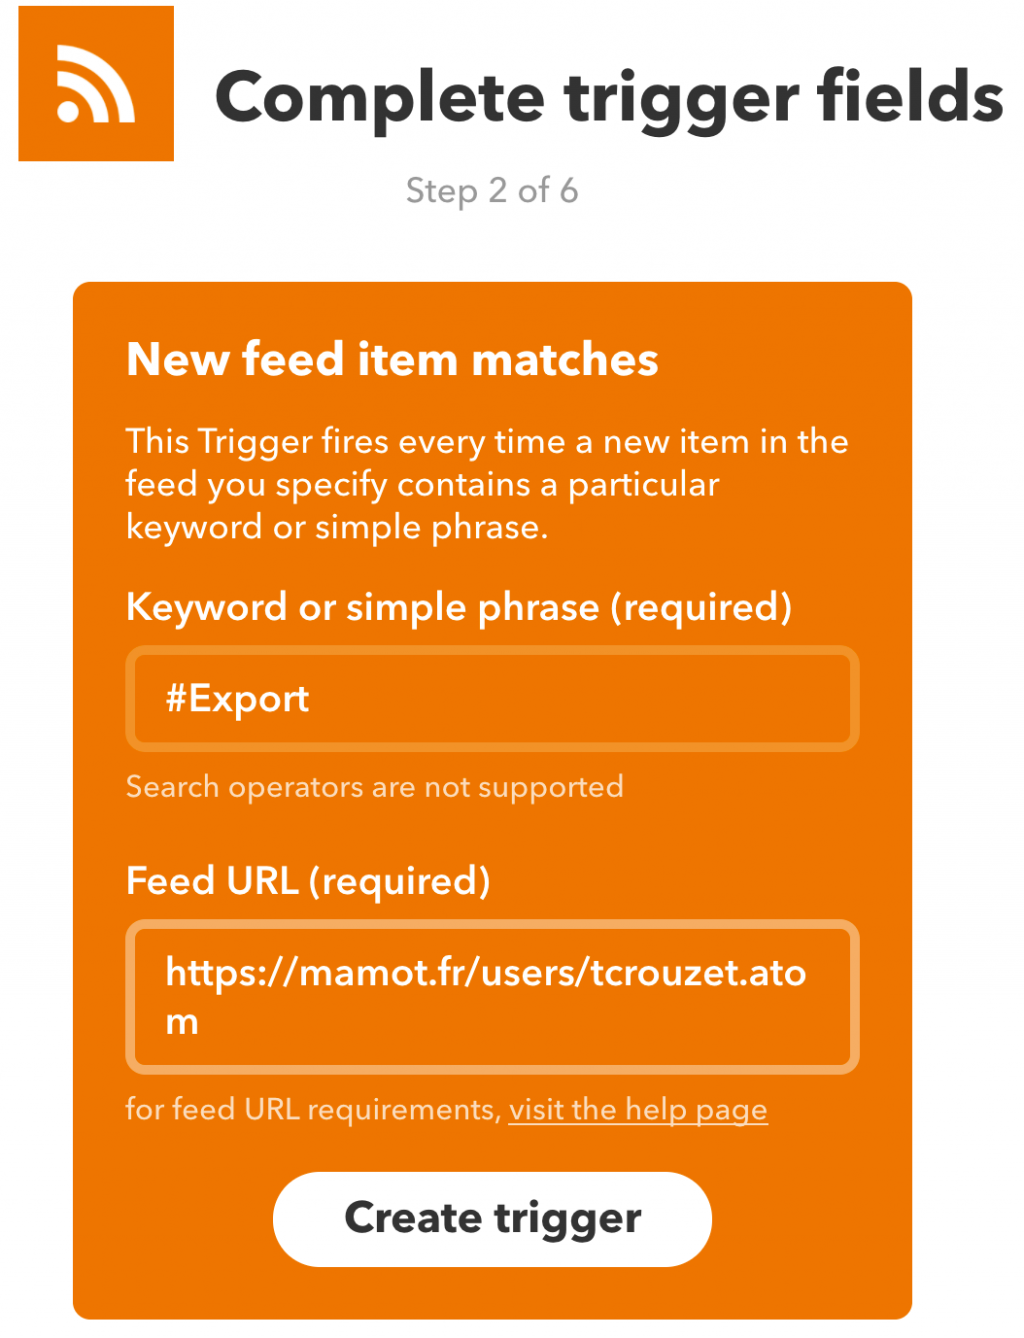 Complete trigger fields
Step 2 of 6
New feed item matches
This Trigger fires every time a new item in the
feed you specify contains a particular
keyword or simple phrase.
Keyword or simple phrase (required)
#Export
Search operators are not supported
Feed URL (required)
https://mamot.fr/users/tcrouzet.ato
m
for feed URL requirements, visit the help page
Create trigger